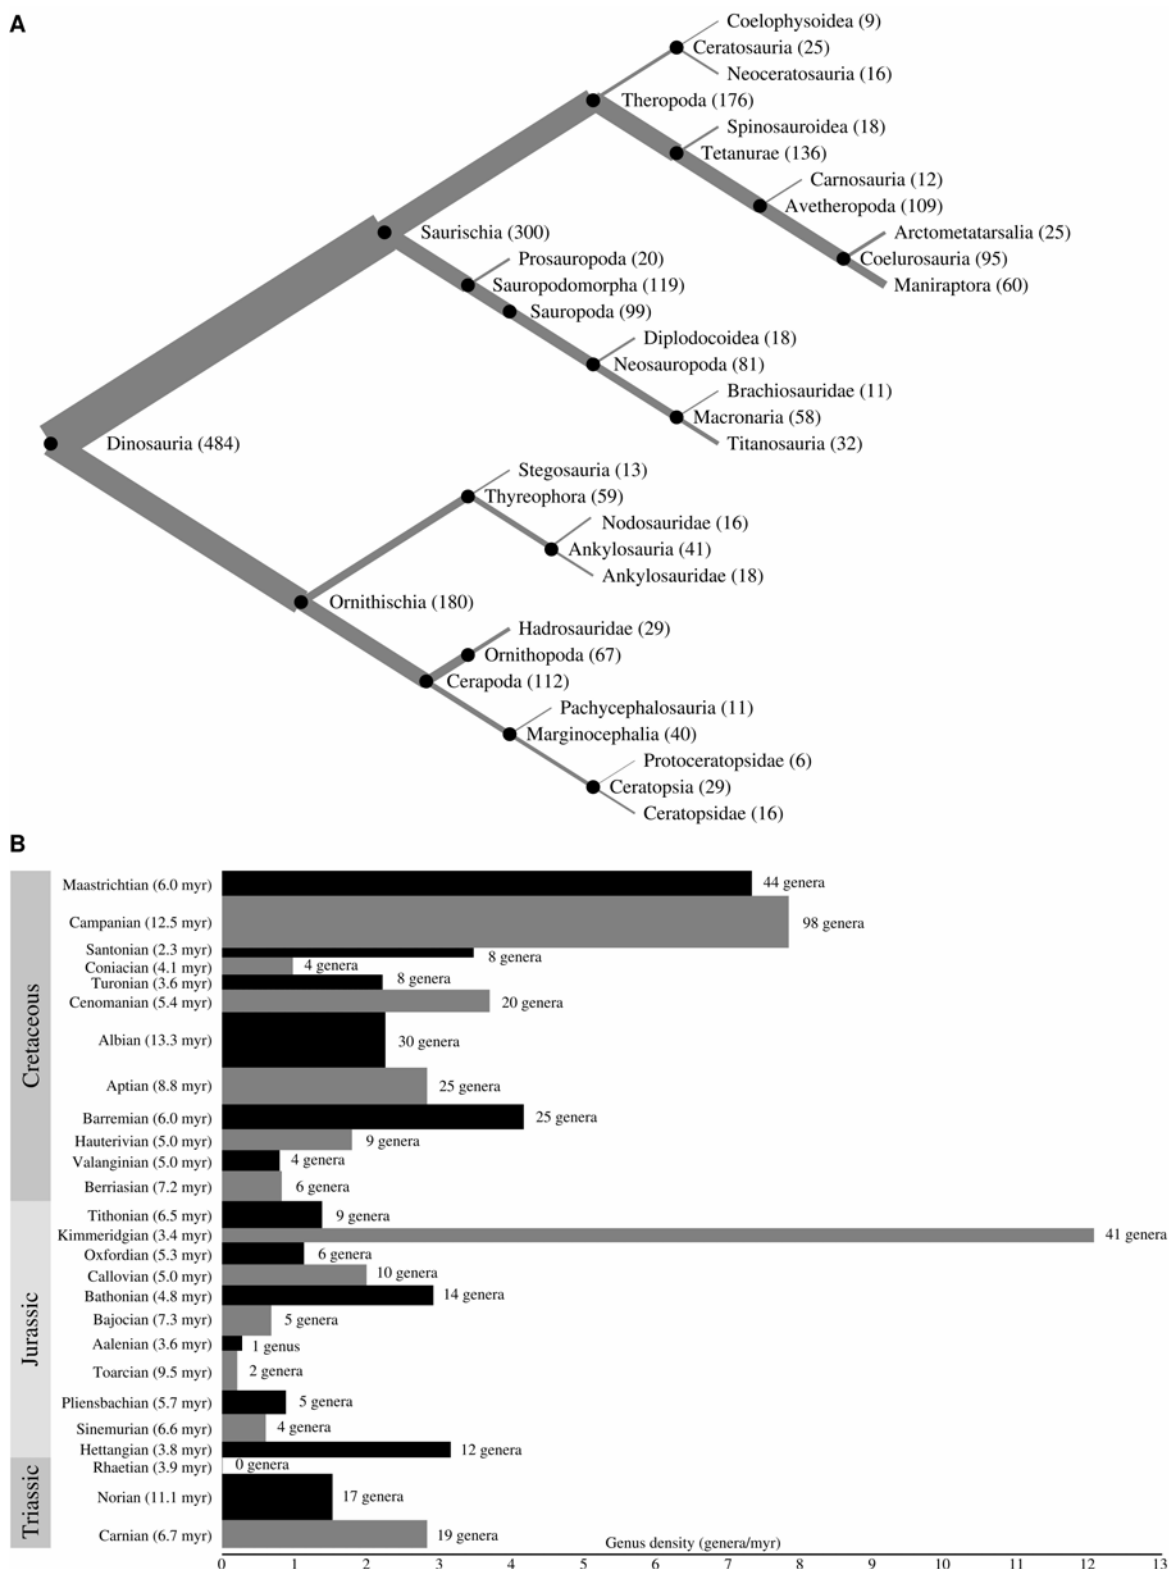 A
Coelophysoidea (9)
Ceratosauria (25)
Neoceratosauria (16)
Theropoda (176)
Spinosauroidea (18)
Tetanurae (136)
Carnosauria (12)
Avetheropoda (109)
Arctometatarsalia (25)
Saurischia (300)
Coelurosauria (95)
Prosauropoda (20)
Maniraptora (60)
Sauropodomorpha (119)
Sauropoda (99)
Diplodocoidea (18)
Neosauropoda (81)
Brachiosauridae (11)
Macronaria (58)
Titanosauria (32)
Dinosauria (484)
Stegosauria (13)
Thyreophora (59)
Nodosauridae (16)
Ankylosauria (41)
Ankylosauridae (18)
Ornithischia (180)
Hadrosauridae (29)
Ornithopoda (67)
Cerapoda (112)
Pachycephalosauria (11)
Marginocephalia (40)
Protoceratopsidae (6)
Ceratopsia (29)
Ceratopsidae (16)
B
Cretaceous
Maastrichtian (6.0 myr) 44 genera
Campanian (12.5 myr) 98 genera
Santonian (2.3 myr) 8 genera
Coniacian (4.1 myr) 4 genera
Turonian (3.6 myr) 8 genera
Cenomanian (5.4 myr) 20 genera
Albian (13.3 myr) 30 genera
Aptian (8.8 myr) 25 genera
Barremian (6.0 myr) 25 genera
Hauterivian (5.0 myr) 9 genera
Valanginian (5.0 myr) 4 genera
Berriasian (7.2 myr) 6 genera
Jurassic
Tithonian (6.5 myr) 9 genera
Kimmeridgian (3.4 myr) 41 genera
Oxfordian (5.3 myr) 6 genera
Callovian (5.0 myr) 10 genera
Bathonian (4.8 myr) 14 genera
Bajocian (7.3 myr) 5 genera
Aalenian (3.6 myr) 1 genus
Toarcian (9.5 myr) 2 genera
Pliensbachian (5.7 myr) 5 genera
Sinemurian (6.6 myr) 4 genera
Hettangian (3.8 myr) 12 genera
Triassic
Rhaetian (3.9 myr) 0 genera
Norian (11.1 myr) 17 genera
Carnian (6.7 myr) 19 genera
Genus density (genera/myr)
0 1 2 3 4 5 6 7 8 9 10 11 12 13